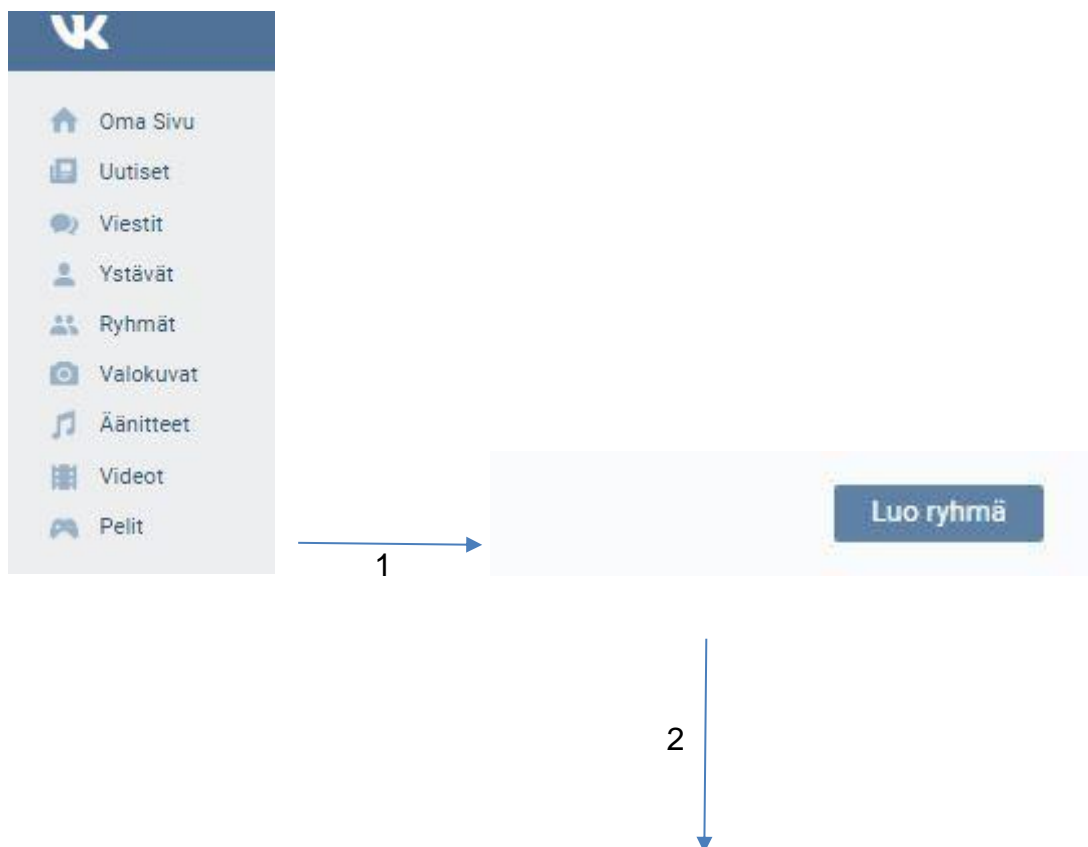 VK
Oma Sivu
Uutiset
Viestit
Ystävät
Ryhmät
Valokuvat
Äänitteet
Videot
Pelit
1
Luo ryhmä
2